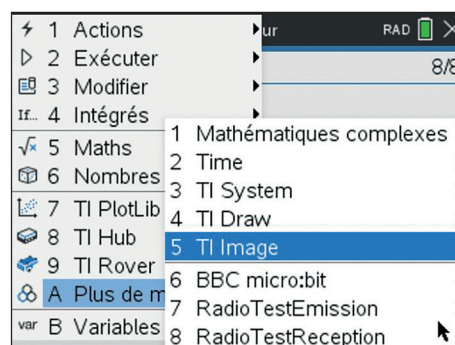 1 Actions
ur RAD
2 Exécuter
8/8
3 Modifier
If... 4 Intégrés
√x 5 Maths
6 Nombres
7 TI PlotLib
8 TI Hub
9 TI Rover
A Plus de m
var B Variables
1 Mathématiques complexes
2 Time
3 TI System
4 TI Draw
5 TI Image
6 BBC micro:bit
7 RadioTestEmission
8 RadioTestReception